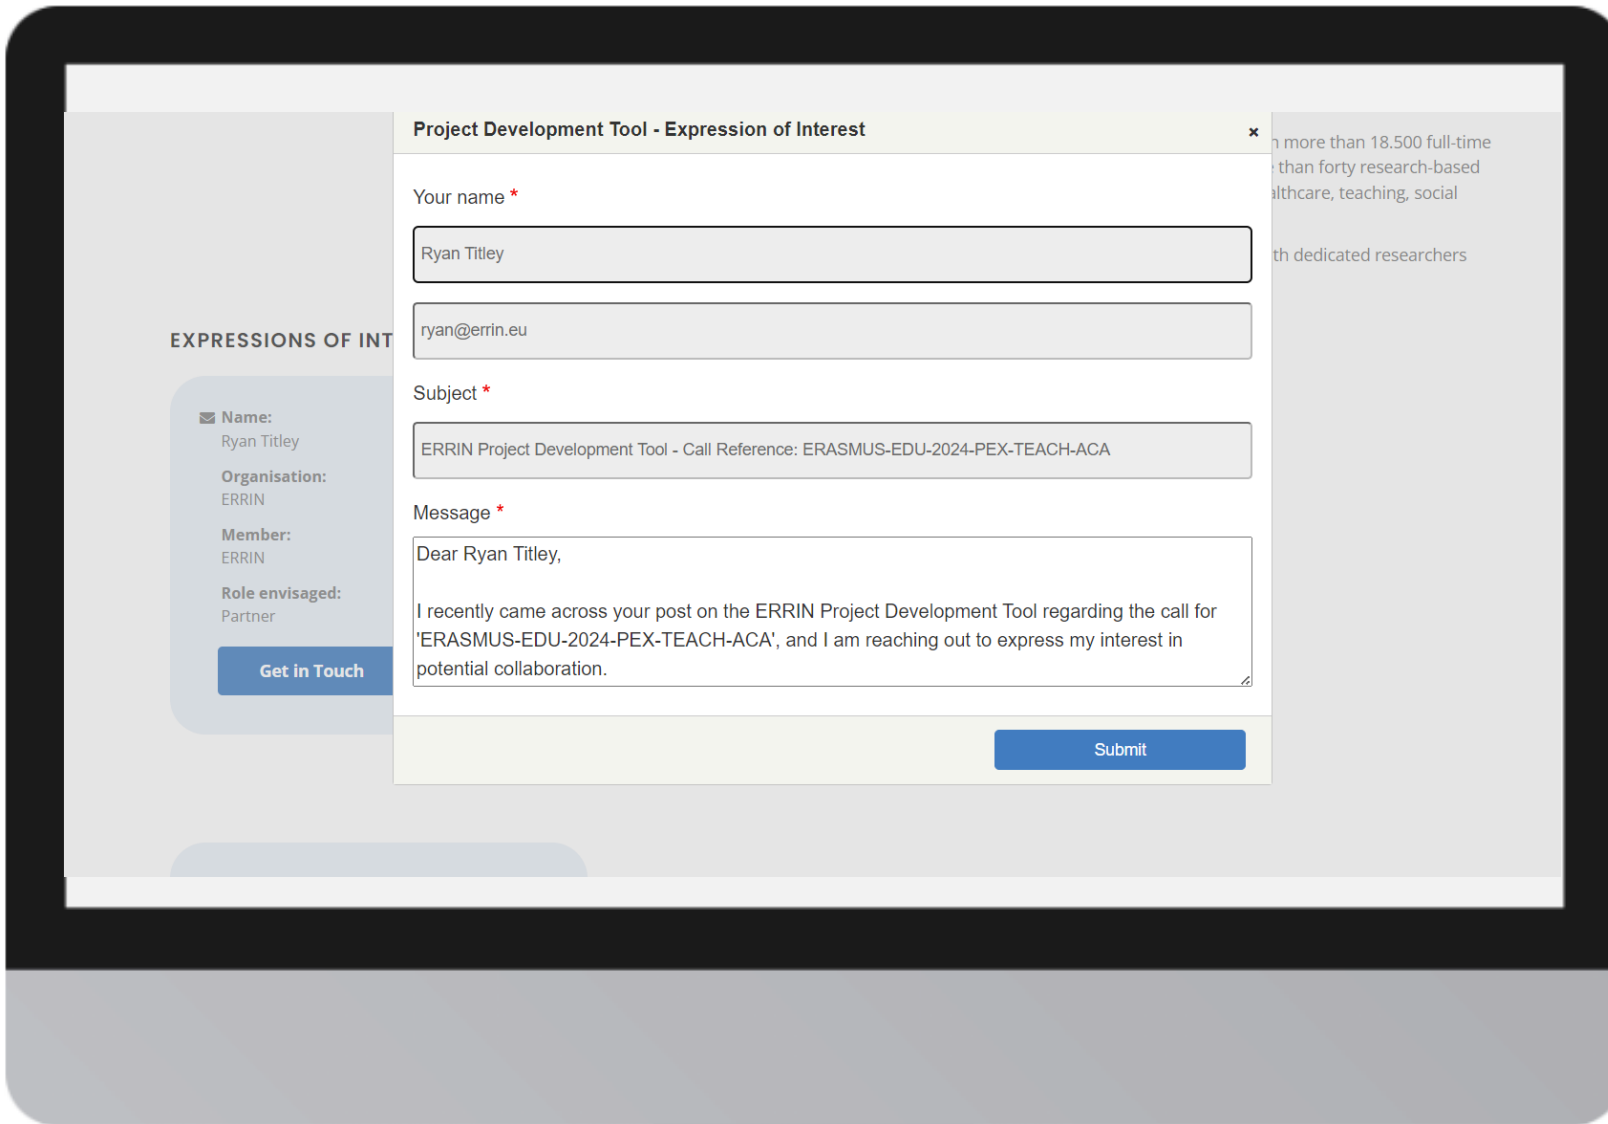 Project Development Tool - Expression of Interest
×
more than 18.500 full-time
than forty research-based
teaching, social
dedicated researchers
Your name *
Ryan Titley
ryan@errin.eu
Subject *
ERRIN Project Development Tool - Call Reference: ERASMUS-EDU-2024-PEX-TEACH-ACA
Message *
Dear Ryan Titley,
I recently came across your post on the ERRIN Project Development Tool regarding the call for
'ERASMUS-EDU-2024-PEX-TEACH-ACA', and I am reaching out to express my interest in
potential collaboration.
Submit
EXPRESSIONS OF INT
Name:
Ryan Titley
Organisation:
ERRIN
Member:
ERRIN
Role envisaged:
Partner
Get in Touch